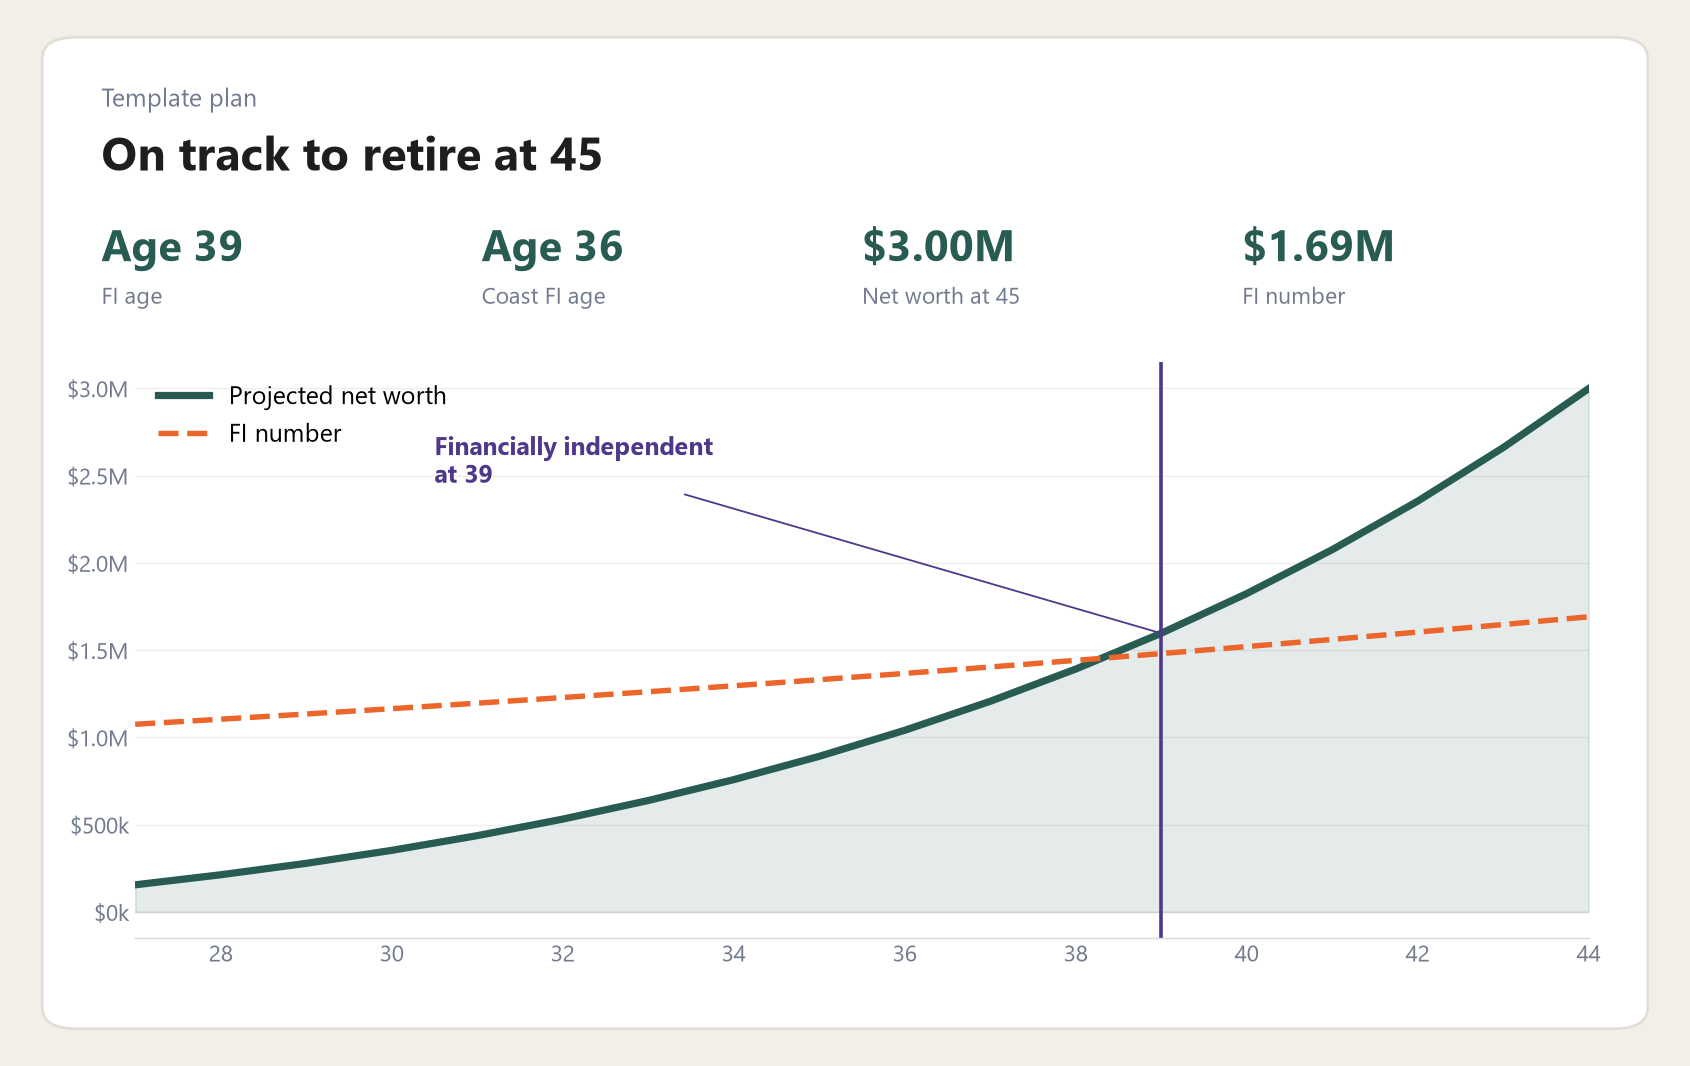 Template plan
On track to retire at 45
Age 39
FI age
Age 36
Coast FI age
$3.00M
Net worth at 45
$1.69M
FI number
Projected net worth
FI number
Financially independent
at 39
$3.0M
$2.5M
$2.0M
$1.5M
$1.0M
$500k
$0k
28 30 32 34 36 38 40 42 44